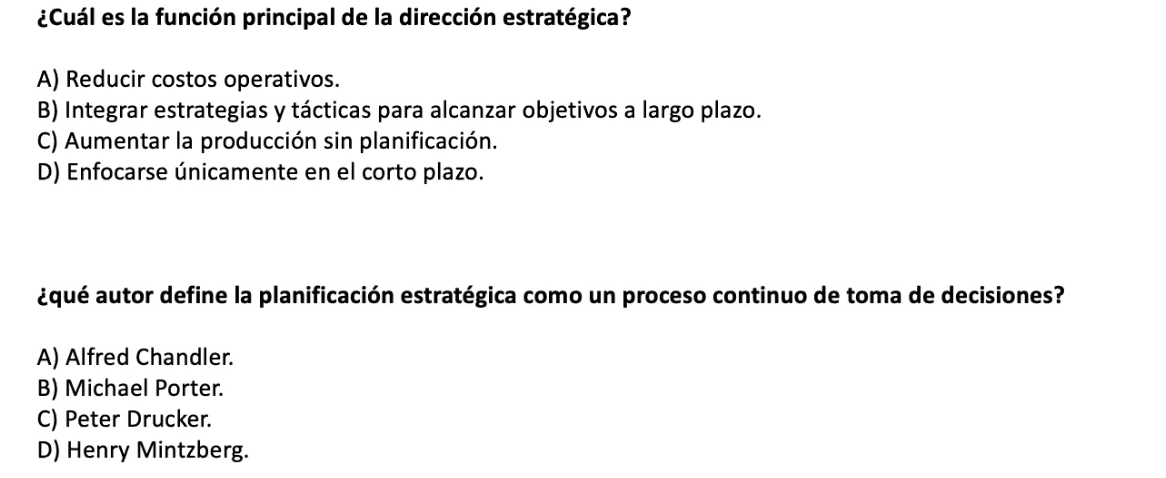 ¿Cuál es la función principal de la dirección estratégica?
A) Reducir costos operativos.
B) Integrar estrategias y tácticas para alcanzar objetivos a largo plazo.
C) Aumentar la producción sin planificación.
D) Enfocarse únicamente en el corto plazo.
¿qué autor define la planificación estratégica como un proceso continuo de toma de decisiones?
A) Alfred Chandler.
B) Michael Porter.
C) Peter Drucker.
D) Henry Mintzberg.